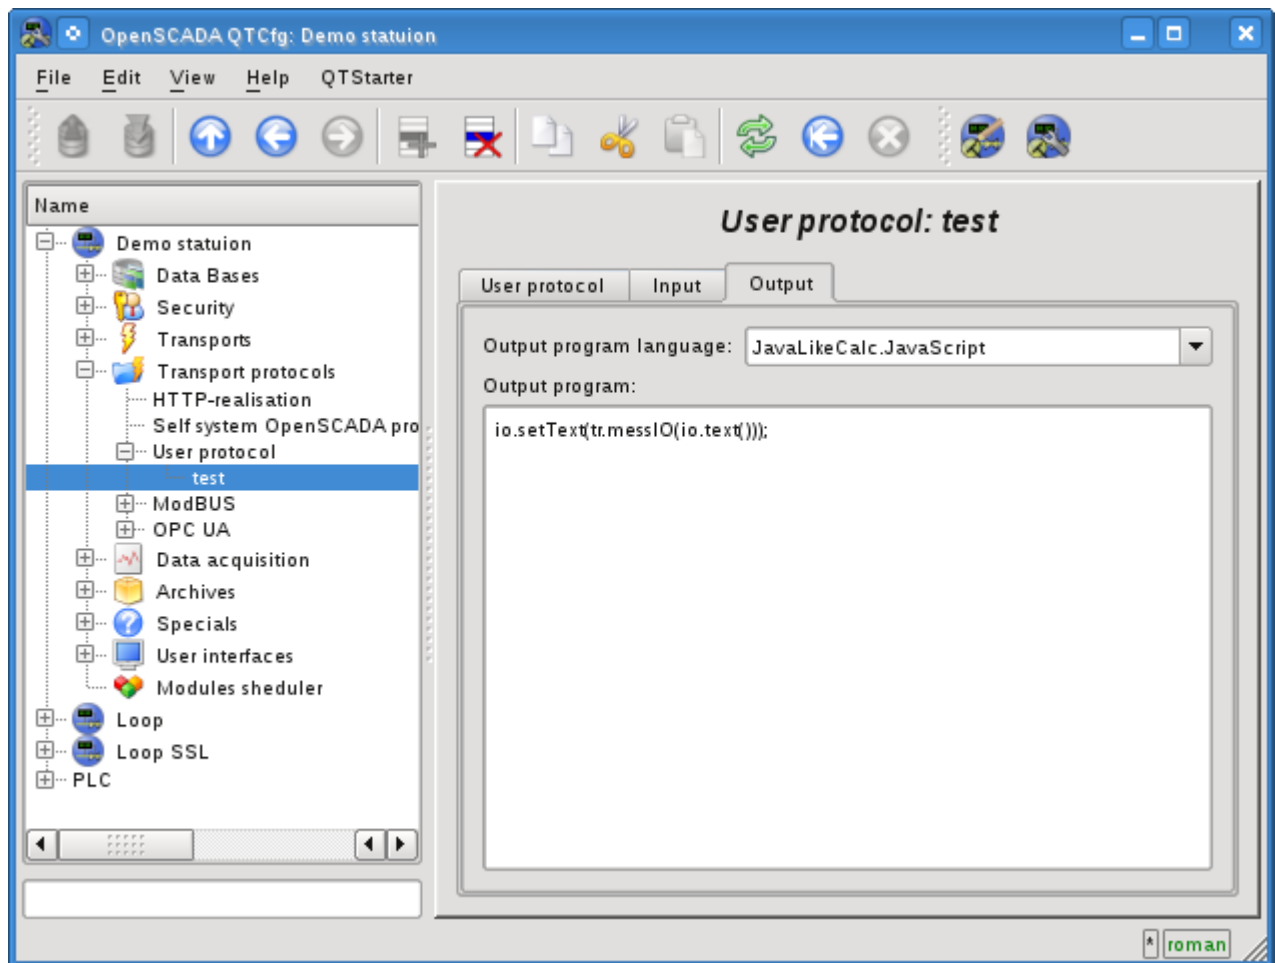 OpenSCADA QTCfg: Demo statuion
File Edit View Help QTStarter
Name
Demo statuion
Data Bases
Security
Transports
Transport protocols
HTTP-realisation
Self system OpenSCADA pro
User protocol
test
ModBUS
OPC UA
Data acquisition
Archives
Specials
User interfaces
Modules sheduler
Loop
Loop SSL
PLC
User protocol: test
User protocol Input Output
Output program language: JavaLikeCalc.JavaScript
Output program:
io.setText(tr.messIO(io.text()));
* roman